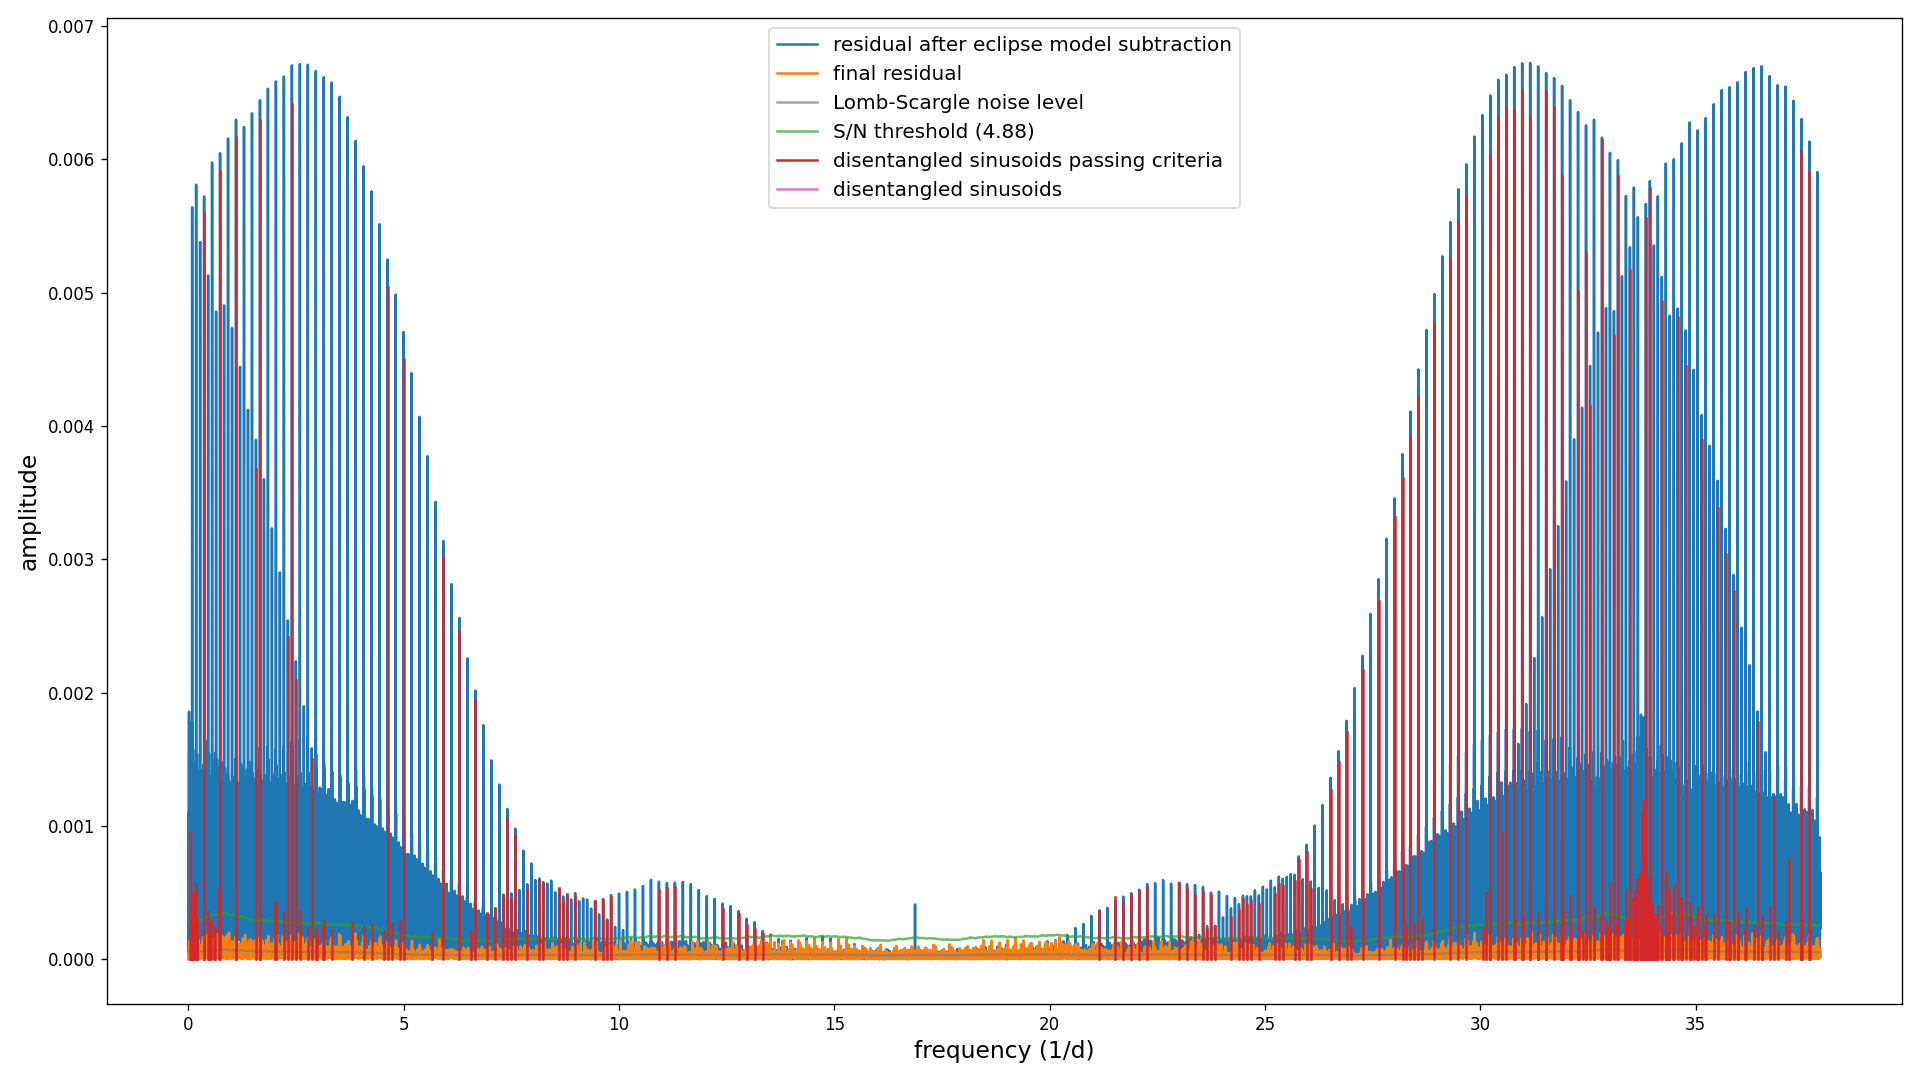 residual after eclipse model subtraction
final residual
Lomb-Scargle noise level
S/N threshold (4.88)
disentangled sinusoids passing criteria
disentangled sinusoids
amplitude
0.007
0.006
0.005
0.004
0.003
0.002
0.001
0.000
0 5 10 15 20 25 30 35
frequency (1/d)